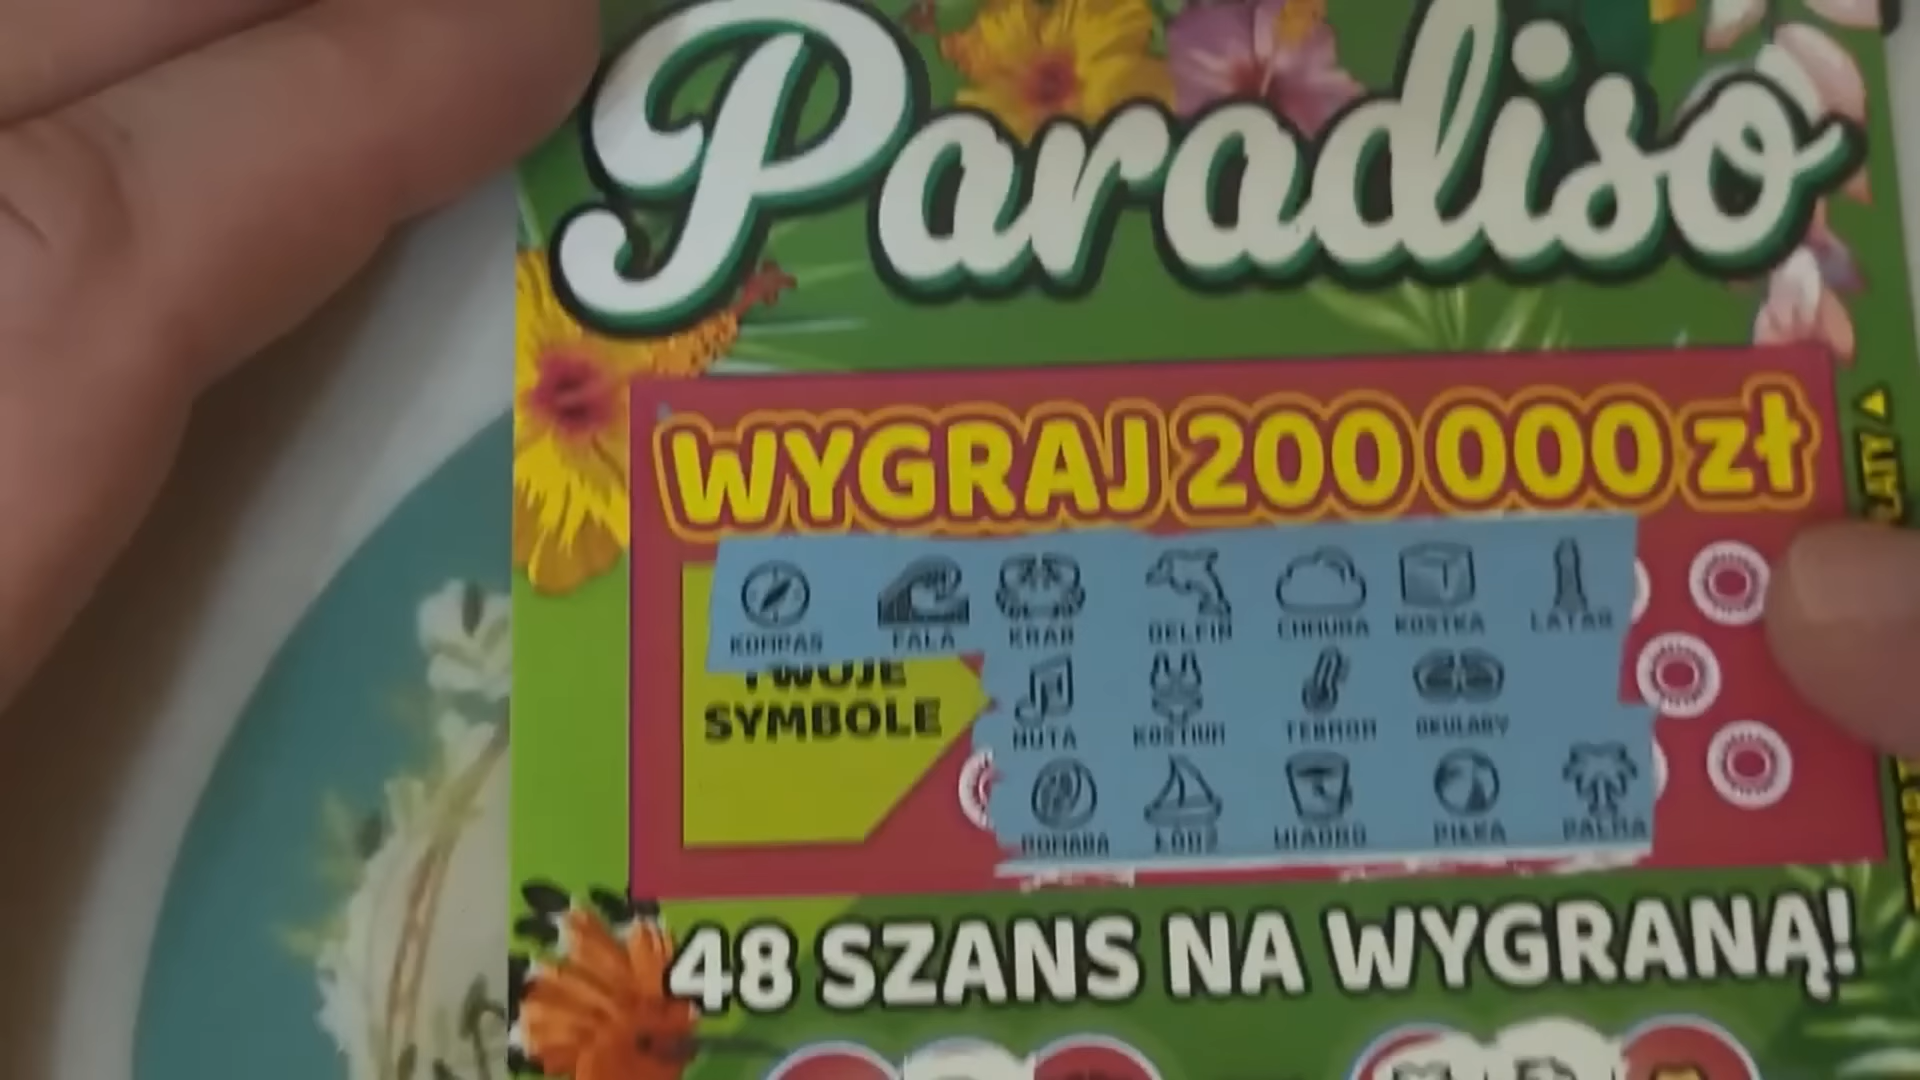 Paradiso
WYGRAJ 200 000 zł
KOMPAS FALA KRAB DELFIN CHMURA KOSTKA LATAR
TWOJE
SYMBOLE
NUTA KOSTIUM TERMOM OKULARY
ŁÓDŹ WIADRO PIŁKA PALMA
48 SZANS NA WYGRANĄ!